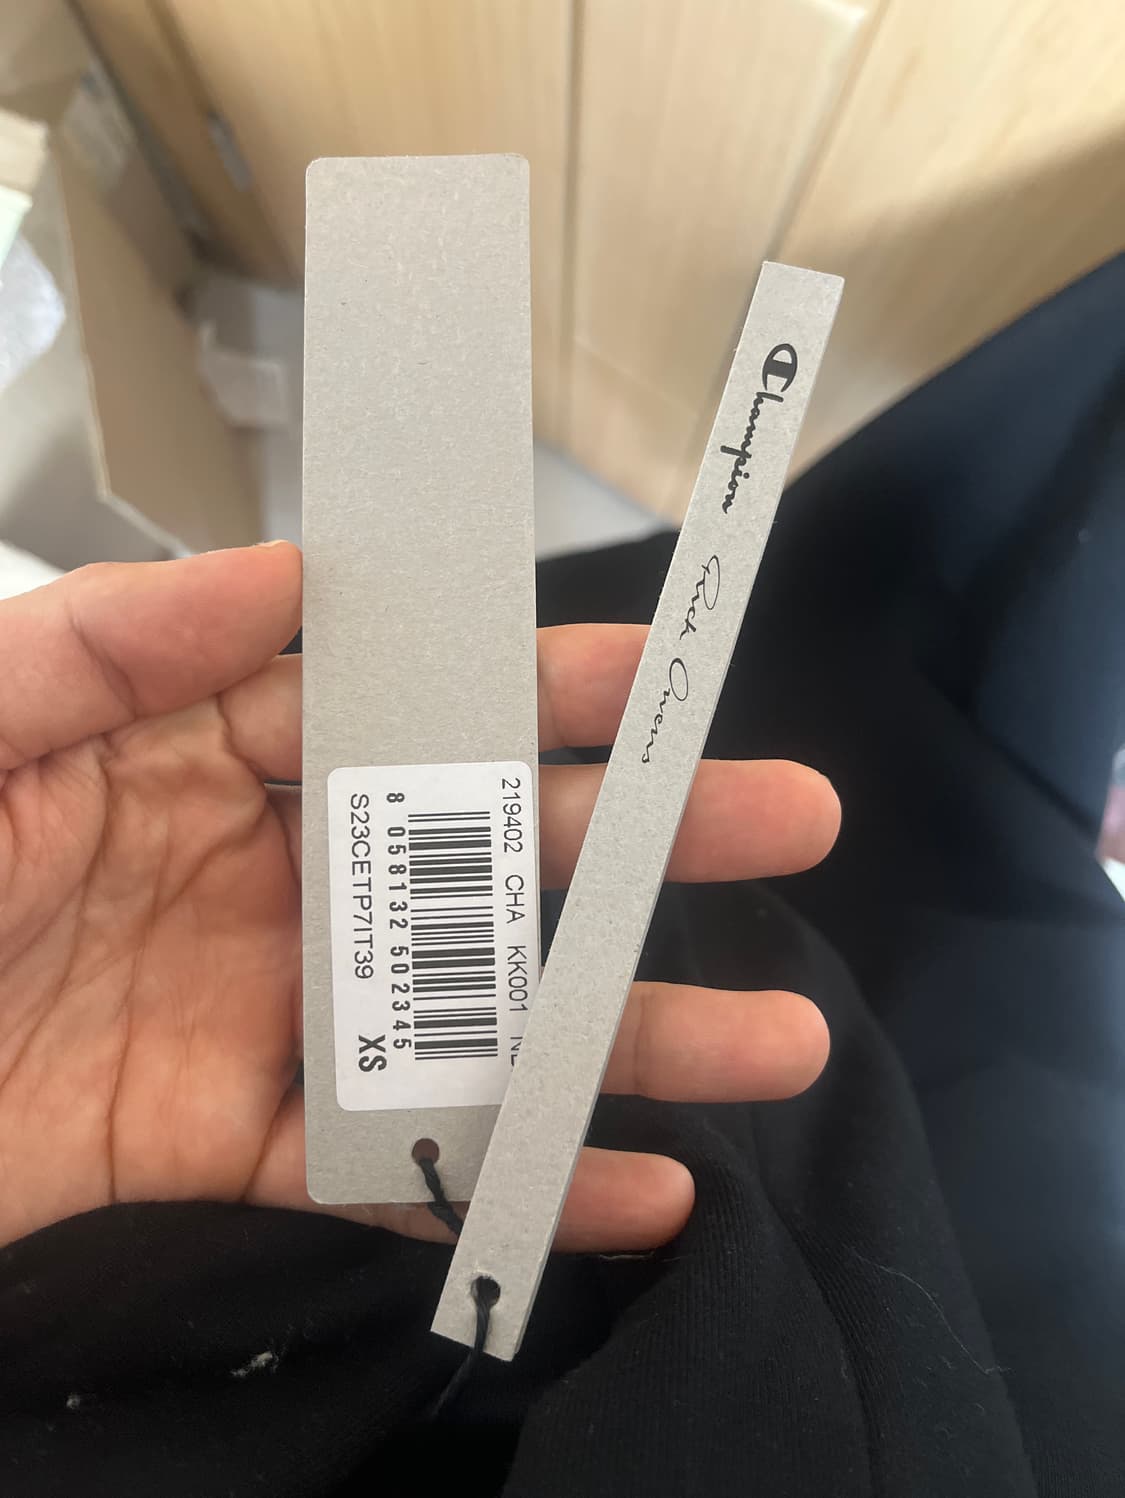 219402 CHA KK001
8 058132 502345
S23CETP7IT39 XS
Champion Rick Owens